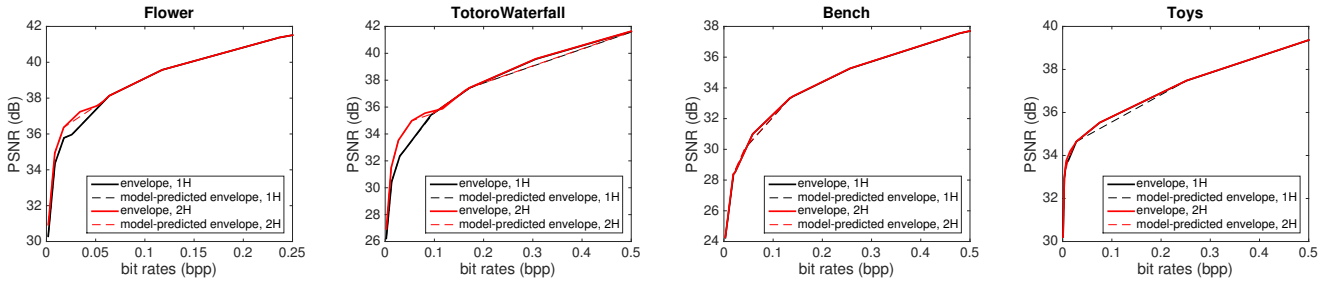 Flower
PSNR (dB)
42
40
38
36
34
32
30
envelope, 1H
model-predicted envelope, 1H
envelope, 2H
model-predicted envelope, 2H
0 0.05 0.1 0.15 0.2 0.25
bit rates (bpp)
TotoroWaterfall
PSNR (dB)
42
40
38
36
34
32
30
28
26
envelope, 1H
model-predicted envelope, 1H
envelope, 2H
model-predicted envelope, 2H
0 0.1 0.2 0.3 0.4 0.5
bit rates (bpp)
Bench
PSNR (dB)
38
36
34
32
30
28
26
24
envelope, 1H
model-predicted envelope, 1H
envelope, 2H
model-predicted envelope, 2H
0 0.1 0.2 0.3 0.4 0.5
bit rates (bpp)
Toys
PSNR (dB)
40
38
36
34
32
30
envelope, 1H
model-predicted envelope, 1H
envelope, 2H
model-predicted envelope, 2H
0 0.1 0.2 0.3 0.4 0.5
bit rates (bpp)